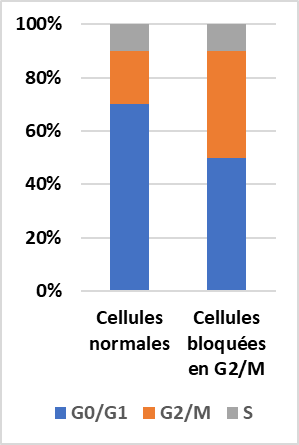 100%
80%
60%
40%
20%
0%
Cellules normales
Cellules bloquées en G2/M
G0/G1 G2/M S